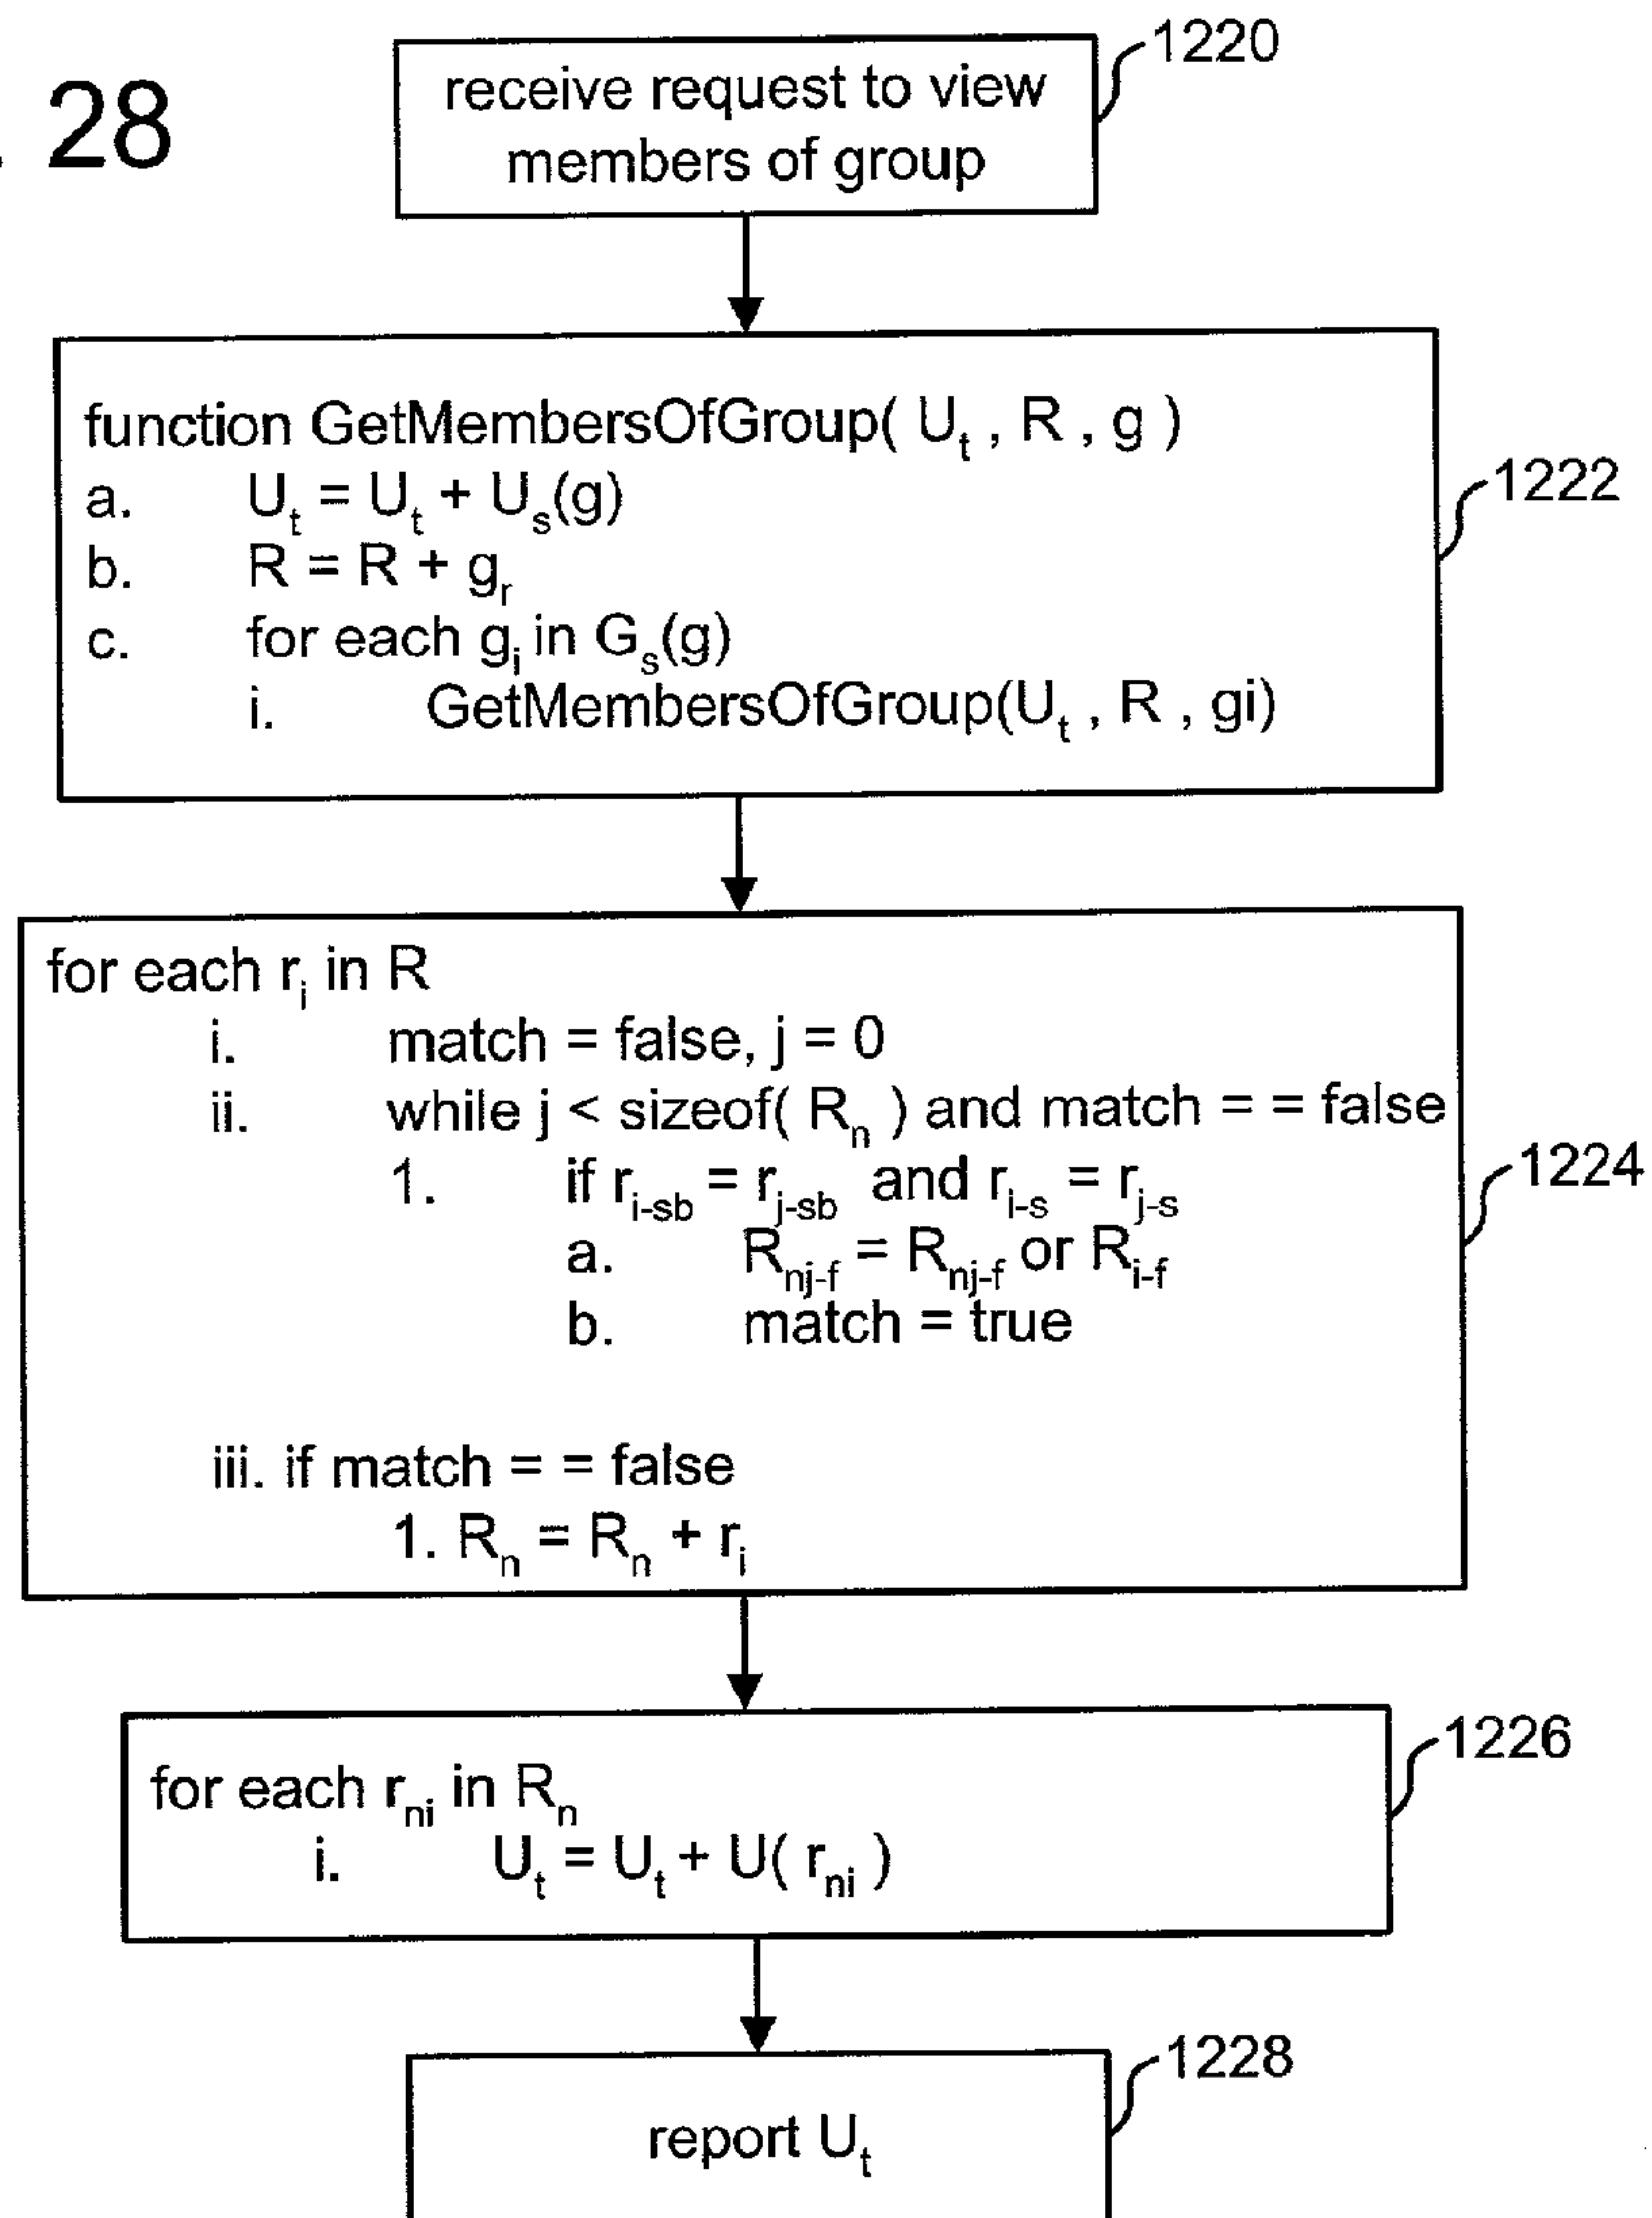 . 28
1220
receive request to view
members of group
1222
function GetMembersOfGroup( Ut , R , g )
a. Ut = Ut + Us(g)
b. R = R + gr
c. for each gi in Gs(g)
i. GetMembersOfGroup(Ut , R , gi)
1224
for each ri in R
i. match = false, j = 0
ii. while j < sizeof( Rn ) and match = = false
1. if ri-sb = rj-sb and ri-s = rj-s
a. Rnj-f = Rnj-f or Ri-f
b. match = true
iii. if match = = false
1. Rn = Rn + ri
1226
for each rni in Rn
i. Ut = Ut + U( rni )
1228
report Ut